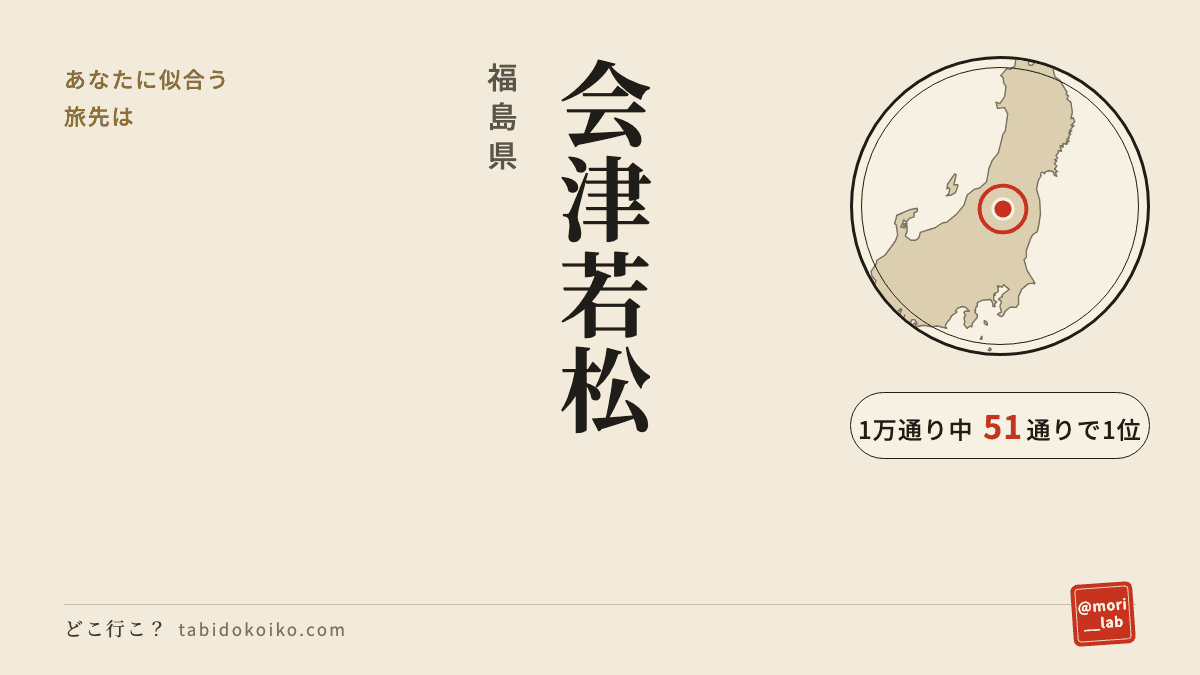 あなたに似合う
旅先は
会津若松
福島県
1万通り中 51通りで1位
どこ行こ？ tabidokoiko.com
@mori
__lab